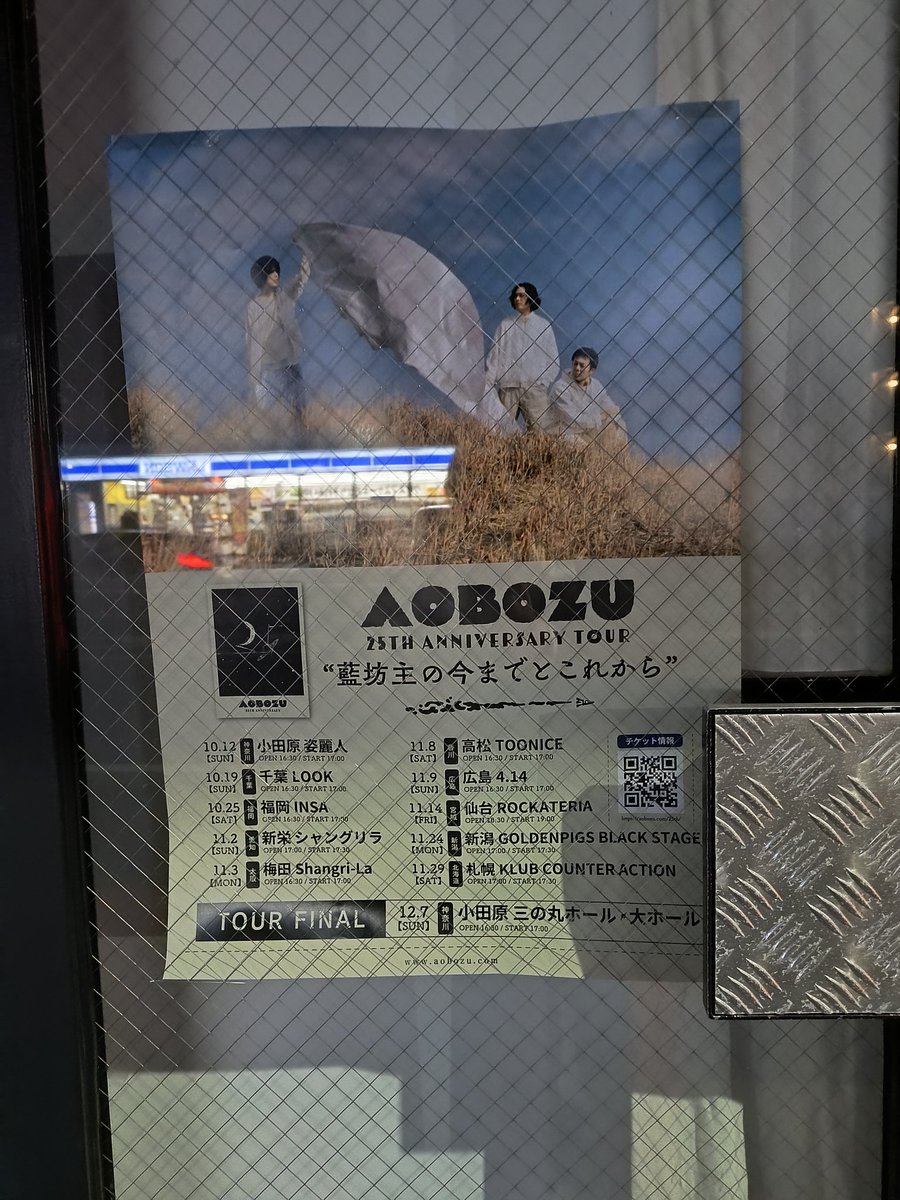 AOBOZU
25TH ANNIVERSARY TOUR
“藍坊主の今までとこれから”
AOBOZU
25TH ANNIVERSARY
10.12 [SUN] 神奈川 小田原 姿麗人
OPEN 16:30 / START 17:00
10.19 [SUN] 千葉 千葉 LOOK
OPEN 16:30 / START 17:00
10.25 [SAT] 福岡 福岡 INSA
OPEN 16:30 / START 17:00
11.2 [SUN] 愛知 新栄 シャングリラ
OPEN 17:00 / START 17:30
11.3 [MON] 大阪 梅田 Shangri-La
OPEN 16:30 / START 17:00
11.8 [SAT] 香川 高松 TOONICE
OPEN 16:30 / START 17:00
11.9 [SUN] 広島 広島 4.14
OPEN 16:30 / START 17:00
11.14 [FRI] 宮城 仙台 ROCKATERIA
OPEN 18:30 / START 19:00
11.24 [MON] 新潟 新潟 GOLDENPIGS BLACK STAGE
OPEN 17:00 / START 17:30
11.29 [SAT] 北海道 札幌 KLUB COUNTER ACTION
OPEN 17:00 / START 17:30
チケット情報
TOUR FINAL
12.7 [SUN] 神奈川 小田原 三の丸ホール・大ホール
OPEN 16:30 / START 17:00
www.aobozu.com